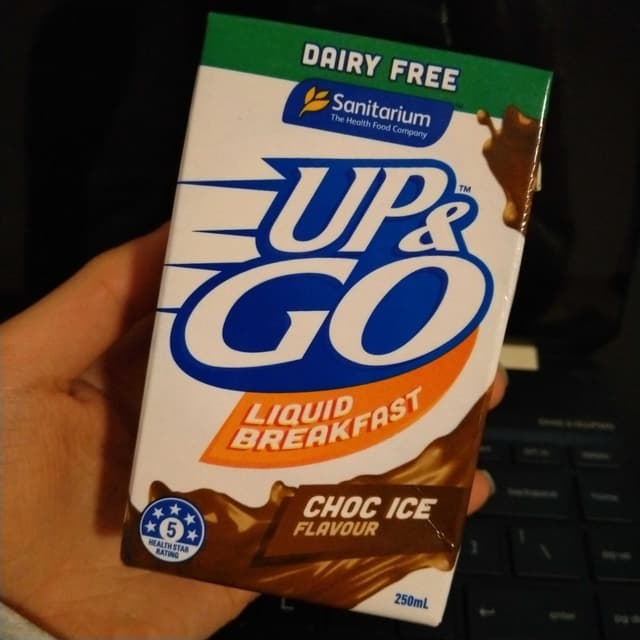 DAIRY FREE
Sanitarium
The Health Food Company
UP&
TM
GO
LIQUID
BREAKFAST
CHOC ICE
FLAVOUR
5
HEALTH STAR
RATING
250mL